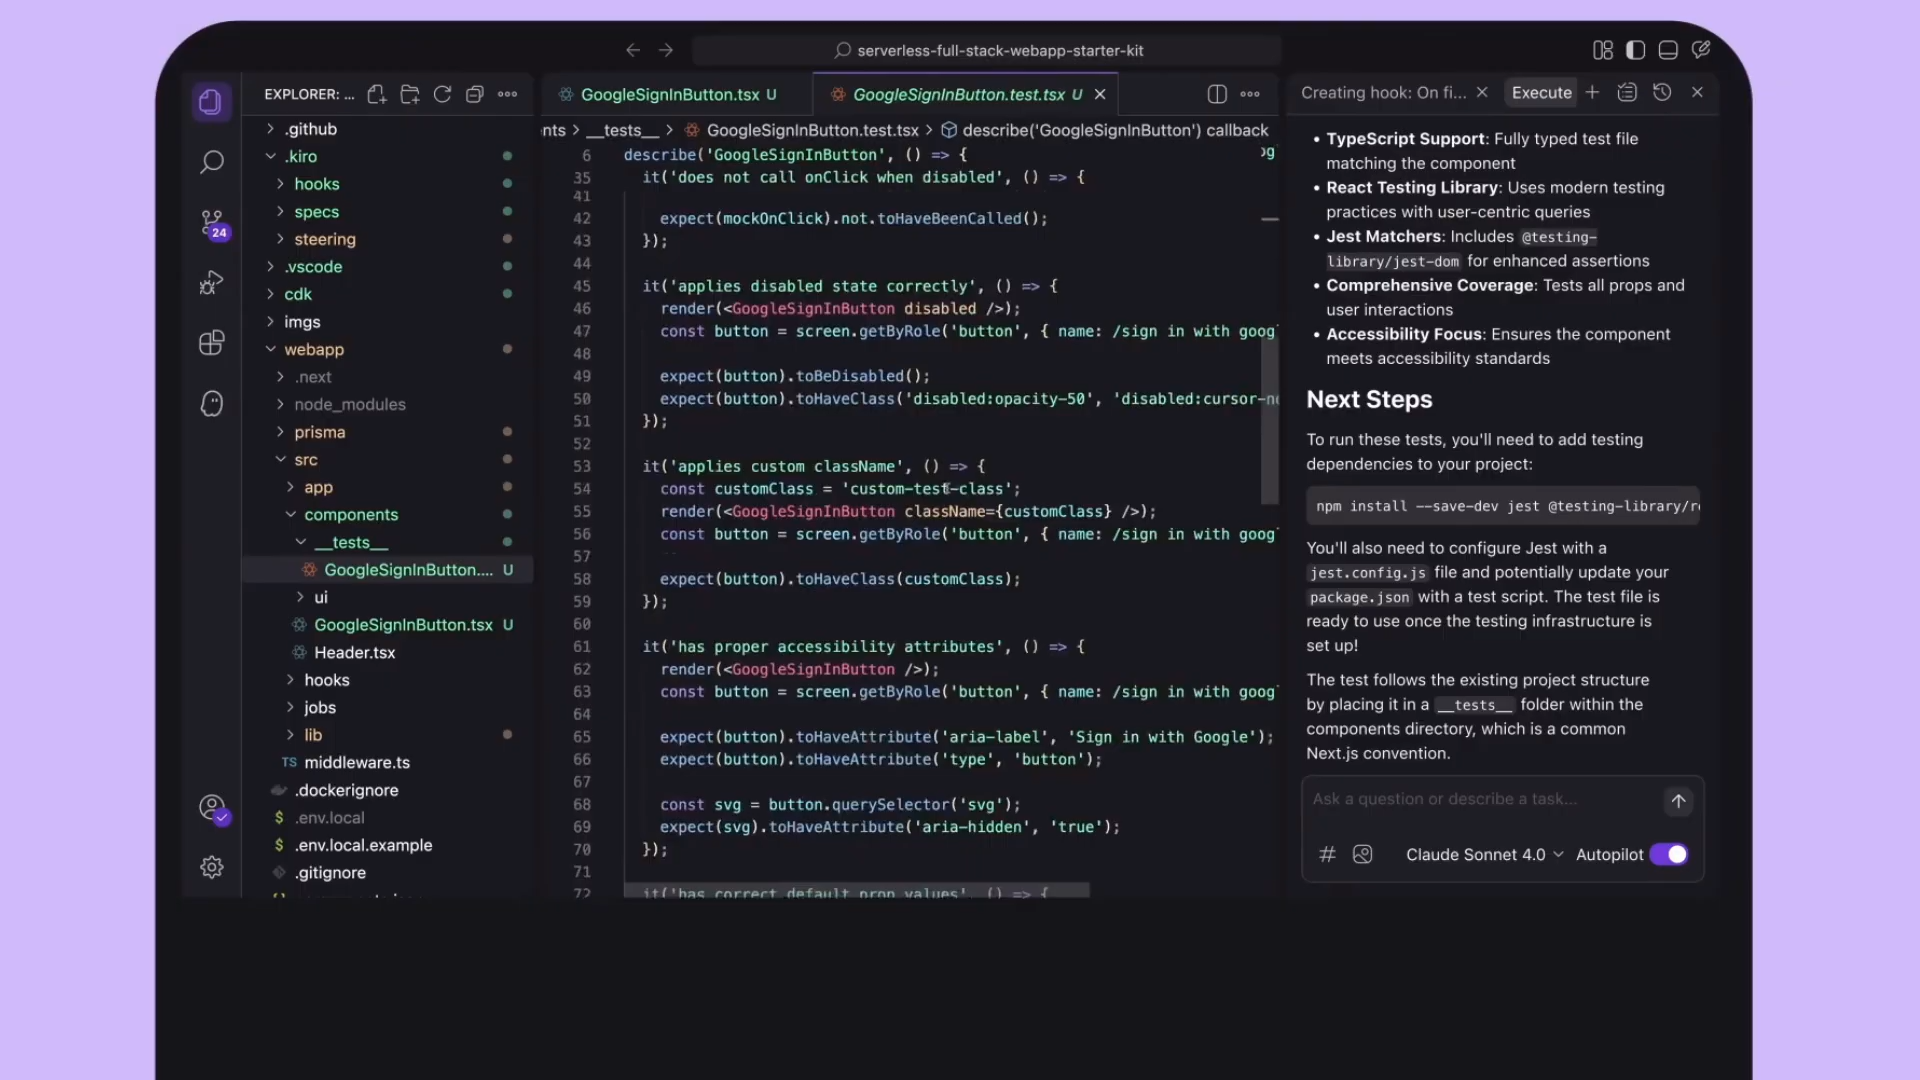 serverless-full-stack-webapp-starter-kit
EXPLORER: ...
.github
.kiro
hooks
specs
steering
.vscode
cdk
imgs
webapp
.next
node_modules
prisma
src
app
components
__tests__
GoogleSignInButton.... U
ui
GoogleSignInButton.tsx U
Header.tsx
hooks
jobs
lib
TS middleware.ts
.dockerignore
$ .env.local
$ .env.local.example
.gitignore
24
GoogleSignInButton.tsx U
GoogleSignInButton.test.tsx U
nts > __tests__ > GoogleSignInButton.test.tsx > describe('GoogleSignInButton') callback
6 describe('GoogleSignInButton', () => {
35 it('does not call onClick when disabled', () => {
41
42 expect(mockOnClick).not.toHaveBeenCalled();
43 });
44
45 it('applies disabled state correctly', () => {
46 render(<GoogleSignInButton disabled />);
47 const button = screen.getByRole('button', { name: /sign in with goog
48
49 expect(button).toBeDisabled();
50 expect(button).toHaveClass('disabled:opacity-50', 'disabled:cursor-n
51 });
52
53 it('applies custom className', () => {
54 const customClass = 'custom-test-class';
55 render(<GoogleSignInButton className={customClass} />);
56 const button = screen.getByRole('button', { name: /sign in with goog
57
58 expect(button).toHaveClass(customClass);
59 });
60
61 it('has proper accessibility attributes', () => {
62 render(<GoogleSignInButton />);
63 const button = screen.getByRole('button', { name: /sign in with goog
64
65 expect(button).toHaveAttribute('aria-label', 'Sign in with Google');
66 expect(button).toHaveAttribute('type', 'button');
67
68 const svg = button.querySelector('svg');
69 expect(svg).toHaveAttribute('aria-hidden', 'true');
70 });
71
72 it('has correct default prop values', () => {
Creating hook: On fi...
Execute
• TypeScript Support: Fully typed test file
matching the component
• React Testing Library: Uses modern testing
practices with user-centric queries
• Jest Matchers: Includes @testing-
library/jest-dom for enhanced assertions
• Comprehensive Coverage: Tests all props and
user interactions
• Accessibility Focus: Ensures the component
meets accessibility standards
Next Steps
To run these tests, you'll need to add testing
dependencies to your project:
npm install --save-dev jest @testing-library/r
You'll also need to configure Jest with a
jest.config.js file and potentially update your
package.json with a test script. The test file is
ready to use once the testing infrastructure is
set up!
The test follows the existing project structure
by placing it in a __tests__ folder within the
components directory, which is a common
Next.js convention.
Ask a question or describe a task...
# Claude Sonnet 4.0 Autopilot